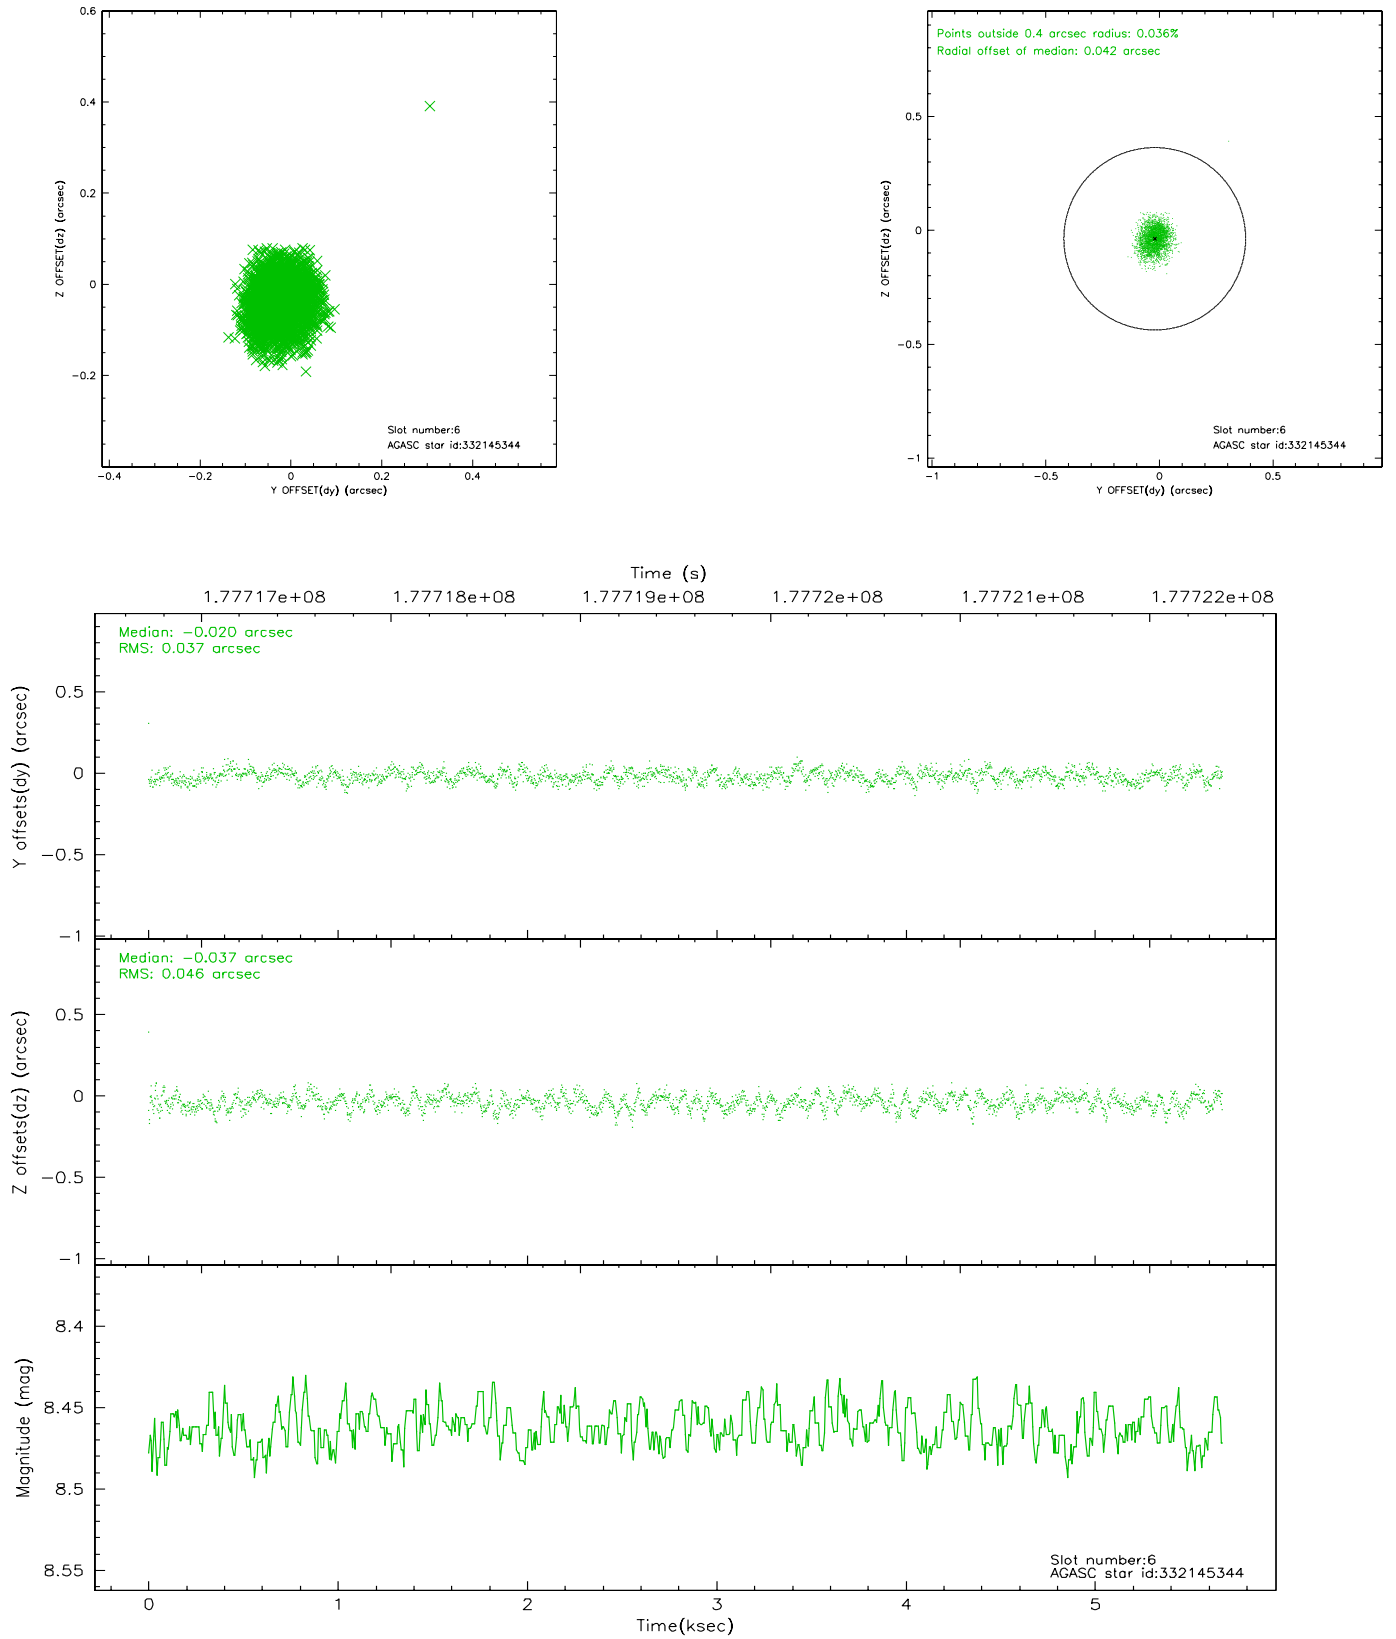 0.6
0.4
0.2
0
−0.2
−0.4
−0.2
0
0.2
0.4
Z OFFSET(dz) (arcsec)
Y OFFSET(dy) (arcsec)
Slot number:6
AGASC star id:332145344
Points outside 0.4 arcsec radius: 0.036%
Radial offset of median: 0.042 arcsec
0.5
0
−0.5
−1
−1
−0.5
0
0.5
Z OFFSET(dz) (arcsec)
Y OFFSET(dy) (arcsec)
Slot number:6
AGASC star id:332145344
Time (s)
1.77717e+08 1.77718e+08 1.77719e+08 1.7772e+08 1.77721e+08 1.77722e+08
Median: −0.020 arcsec
RMS: 0.037 arcsec
0.5
0
−0.5
−1
Y offsets(dy) (arcsec)
Median: −0.037 arcsec
RMS: 0.046 arcsec
0.5
0
−0.5
−1
Z offsets(dz) (arcsec)
8.4
8.45
8.5
8.55
Magnitude (mag)
Slot number:6
AGASC star id:332145344
0 1 2 3 4 5
Time(ksec)